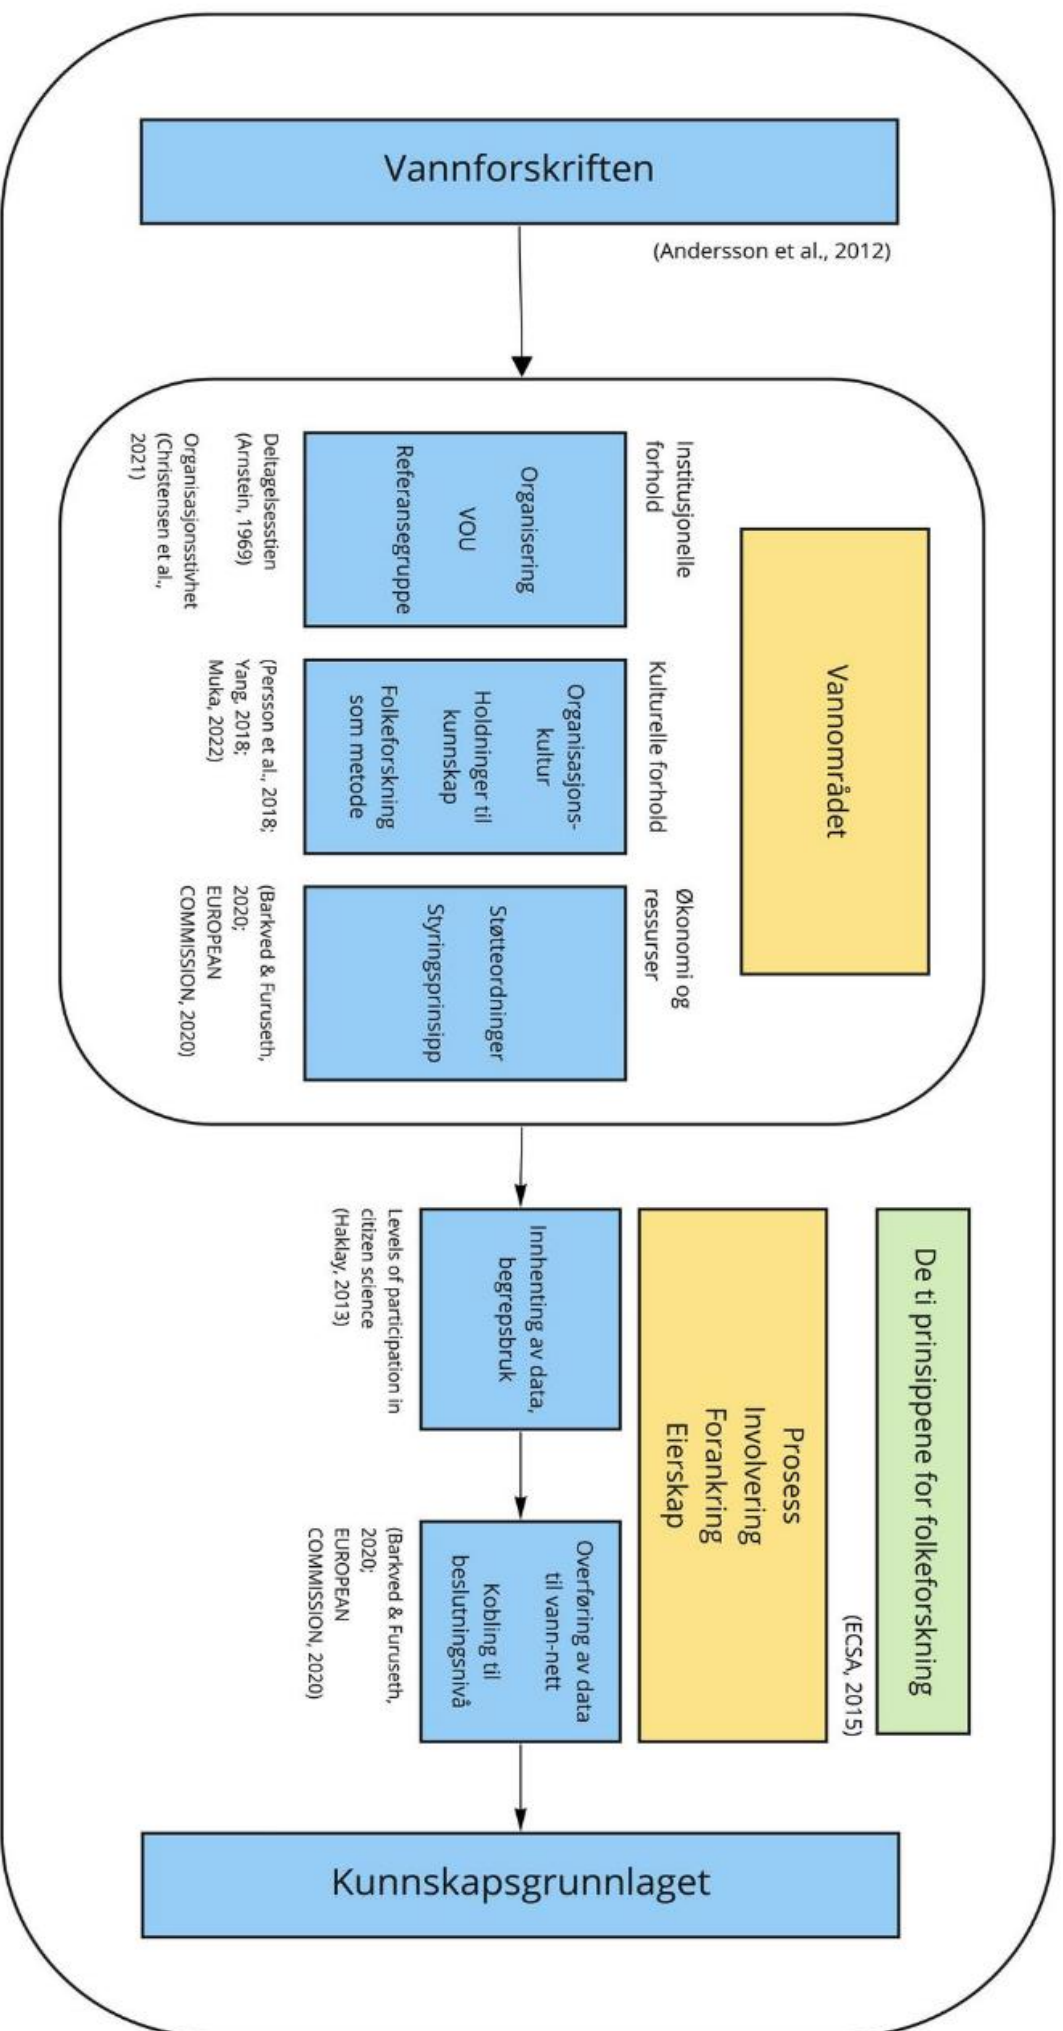 Vannforskriften
(Andersson et al., 2012)
Vannområdet
Institusjonelle
forhold
Organisering
VOU
Referansegruppe
Deltagelsesstien
(Arnstein, 1969)
Organisasjonsstivhet
(Christensen et al.,
2021)
Kulturelle forhold
Organisasjons-
kultur
Holdninger til
kunnskap
Folkeforskning
som metode
(Persson et al., 2018;
Yang, 2018;
Muka, 2022)
Økonomi og
ressurser
Støtteordninger
Styringsprinsipp
(Barkved & Furuseth,
2020;
EUROPEAN
COMMISSION, 2020)
De ti prinsippene for folkeforskning
(ECSA, 2015)
Prosess
Involvering
Forankring
Eierskap
Innhenting av data,
begrepsbruk
Levels of participation in
citizen science
(Haklay, 2013)
Overføring av data
til vann-nett
Kobling til
beslutningsnivå
(Barkved & Furuseth,
2020;
EUROPEAN
COMMISSION, 2020)
Kunnskapsgrunnlaget